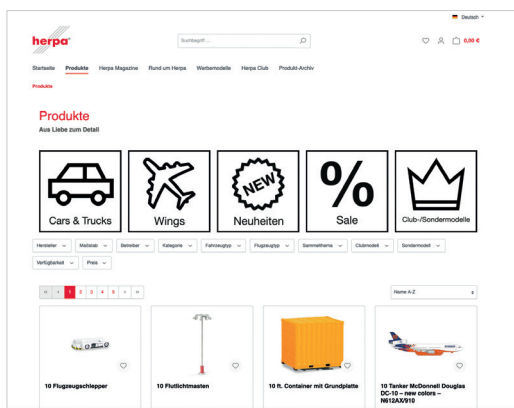 Deutsch
herpa
Suchbegriff ...
0,00 €
Startseite Produkte Herpa Magazine Rund um Herpa Werbemodelle Herpa Club Produkt-Archiv
Produkte
Produkte
Aus Liebe zum Detail
Cars & Trucks
Wings
NEW
Neuheiten
%
Sale
Club-/Sondermodelle
Hersteller Maßstab Betreiber Kategorie Fahrzeugtyp Flugzeugtyp Sammelthema Clubmodell Sondermodell
Verfügbarkeit Preis
1 2 3 4 5
Name A-Z
10 Flugzeugschlepper
10 Flutlichtmasten
10 ft. Container mit Grundplatte
10 Tanker McDonnell Douglas
DC-10 – new colors –
N612AX/910